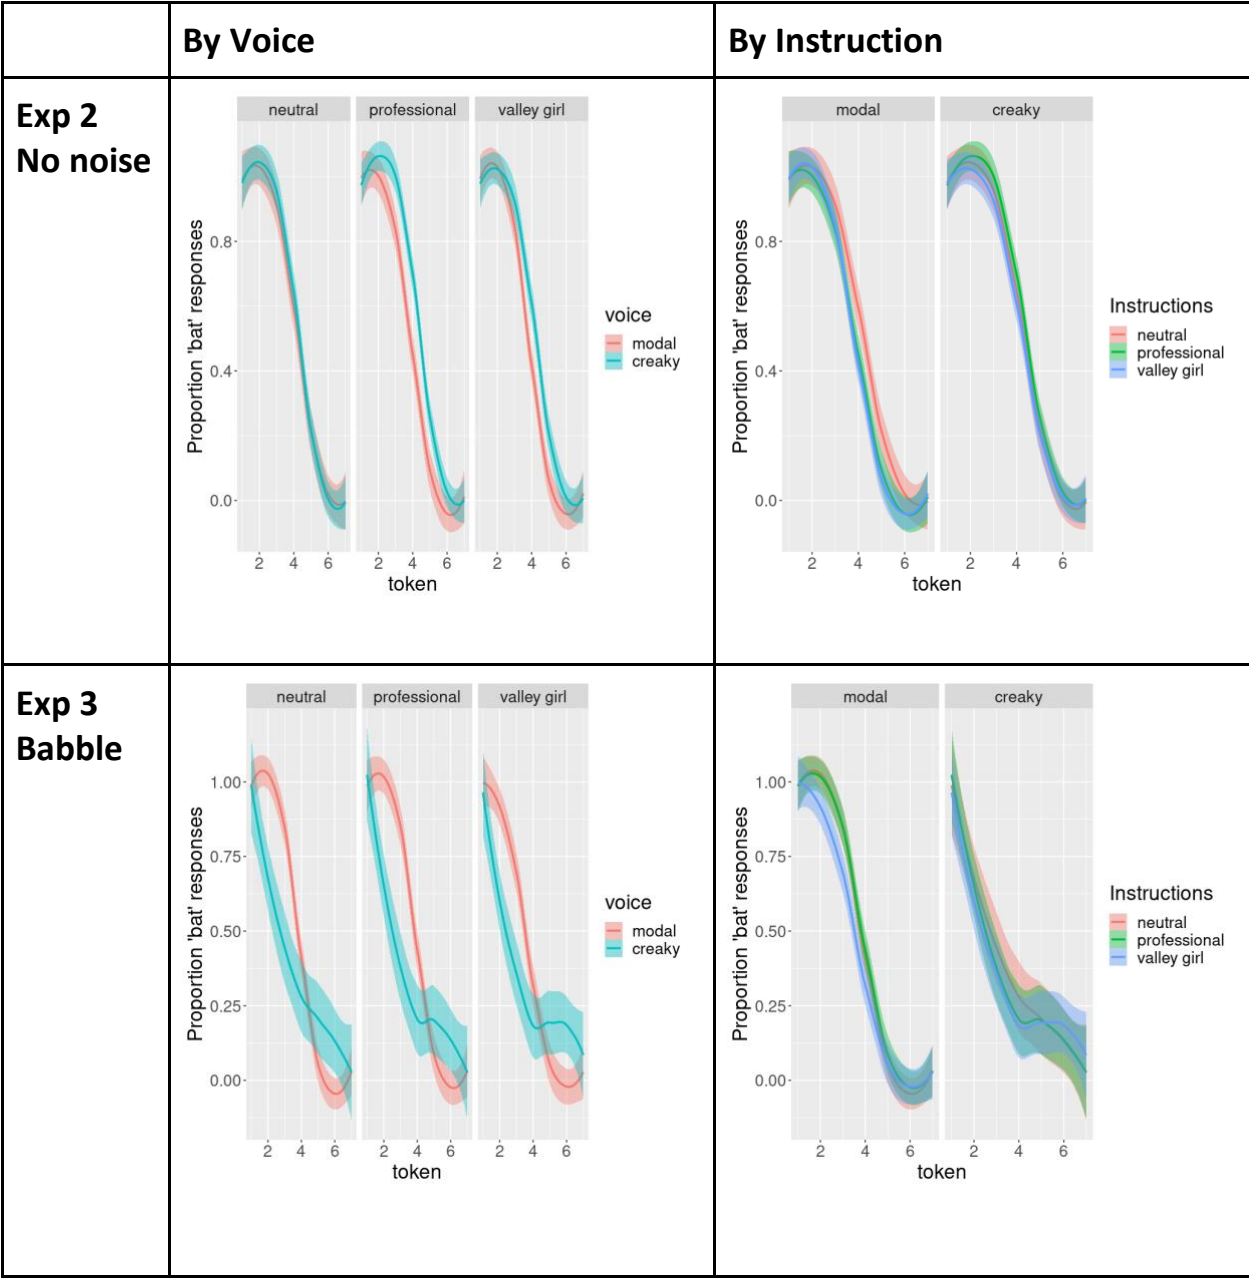 By Voice
By Instruction
Exp 2
No noise
neutral professional valley girl
Proportion 'bat' responses
0.8
0.4
0.0
2 4 6 2 4 6 2 4 6
token
voice
modal
creaky
modal creaky
Proportion 'bat' responses
0.8
0.4
0.0
2 4 6 2 4 6
token
Instructions
neutral
professional
valley girl
Exp 3
Babble
neutral professional valley girl
Proportion 'bat' responses
1.00
0.75
0.50
0.25
0.00
2 4 6 2 4 6 2 4 6
token
voice
modal
creaky
modal creaky
Proportion 'bat' responses
1.00
0.75
0.50
0.25
0.00
2 4 6 2 4 6
token
Instructions
neutral
professional
valley girl